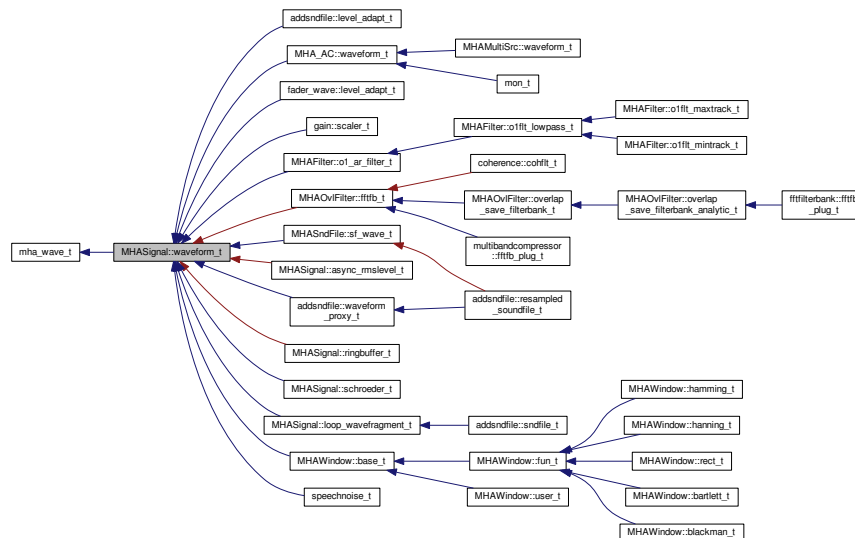 addsndfile::level_adapt_t
MHA_AC::waveform_t
MHAMultiSrc::waveform_t
mon_t
fader_wave::level_adapt_t
gain::scaler_t
MHAFilter::o1flt_lowpass_t
MHAFilter::o1flt_maxtrack_t
MHAFilter::o1flt_mintrack_t
MHAFilter::o1_ar_filter_t
coherence::cohflt_t
MHAOvlFilter::fftfb_t
MHAOvlFilter::overlap
_save_filterbank_t
MHAOvlFilter::overlap
_save_filterbank_analytic_t
fftfilterbank::fftfb
_plug_t
multibandcompressor
::fftfb_plug_t
mha_wave_t
MHASignal::waveform_t
MHASndFile::sf_wave_t
MHASignal::async_rmslevel_t
addsndfile::waveform
_proxy_t
addsndfile::resampled
_soundfile_t
MHASignal::ringbuffer_t
MHASignal::schroeder_t
MHASignal::loop_wavefragment_t
addsndfile::sndfile_t
MHAWindow::base_t
MHAWindow::fun_t
MHAWindow::hamming_t
MHAWindow::hanning_t
MHAWindow::rect_t
MHAWindow::bartlett_t
MHAWindow::blackman_t
MHAWindow::user_t
speechnoise_t